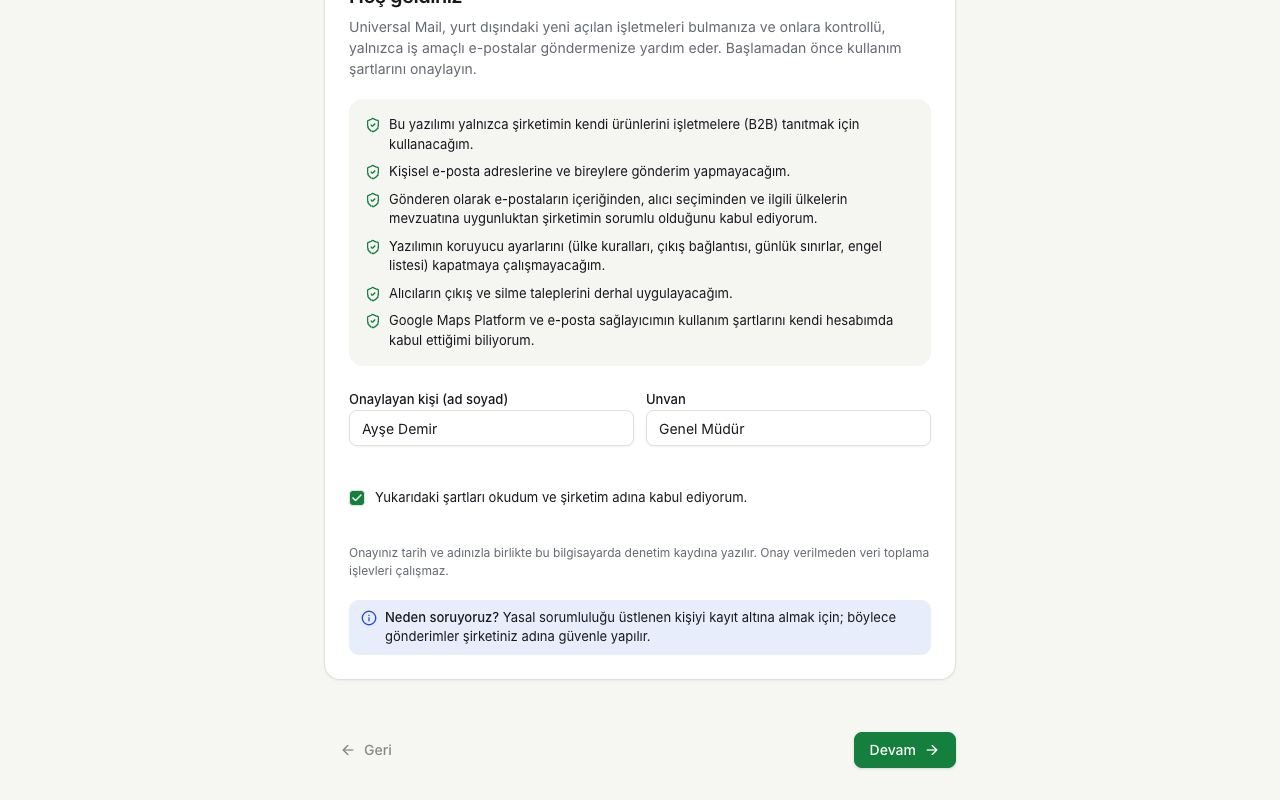 Hoş geldiniz
Universal Mail, yurt dışındaki yeni açılan işletmeleri bulmanıza ve onlara kontrollü,
yalnızca iş amaçlı e-postalar göndermenize yardım eder. Başlamadan önce kullanım
şartlarını onaylayın.
Bu yazılımı yalnızca şirketimin kendi ürünlerini işletmelere (B2B) tanıtmak için
kullanacağım.
Kişisel e-posta adreslerine ve bireylere gönderim yapmayacağım.
Gönderen olarak e-postaların içeriğinden, alıcı seçiminden ve ilgili ülkelerin
mevzuatına uygunluktan şirketimin sorumlu olduğunu kabul ediyorum.
Yazılımın koruyucu ayarlarını (ülke kuralları, çıkış bağlantısı, günlük sınırlar, engel
listesi) kapatmaya çalışmayacağım.
Alıcıların çıkış ve silme taleplerini derhal uygulayacağım.
Google Maps Platform ve e-posta sağlayıcımın kullanım şartlarını kendi hesabımda
kabul ettiğimi biliyorum.
Onaylayan kişi (ad soyad) Unvan
Ayşe Demir Genel Müdür
Yukarıdaki şartları okudum ve şirketim adına kabul ediyorum.
Onayınız tarih ve adınızla birlikte bu bilgisayarda denetim kaydına yazılır. Onay verilmeden veri toplama
işlevleri çalışmaz.
Neden soruyoruz? Yasal sorumluluğu üstlenen kişiyi kayıt altına almak için; böylece
gönderimler şirketiniz adına güvenle yapılır.
Geri Devam